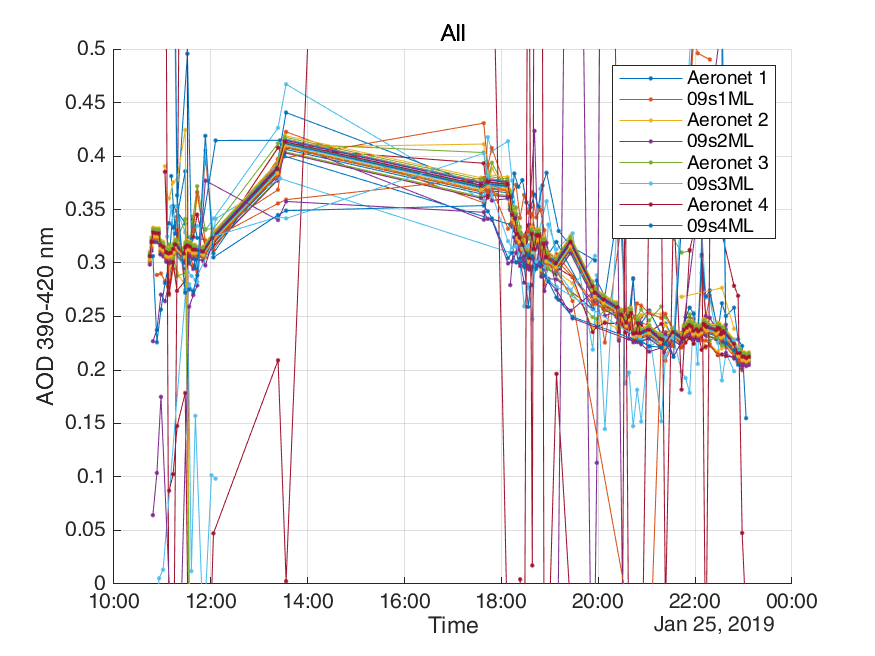 All
0.5
0.45
0.4
0.35
0.3
0.25
0.2
0.15
0.1
0.05
0
AOD 390-420 nm
Aeronet 1
09s1ML
Aeronet 2
09s2ML
Aeronet 3
09s3ML
Aeronet 4
09s4ML
10:00 12:00 14:00 16:00 18:00 20:00 22:00 00:00
Time
Jan 25, 2019